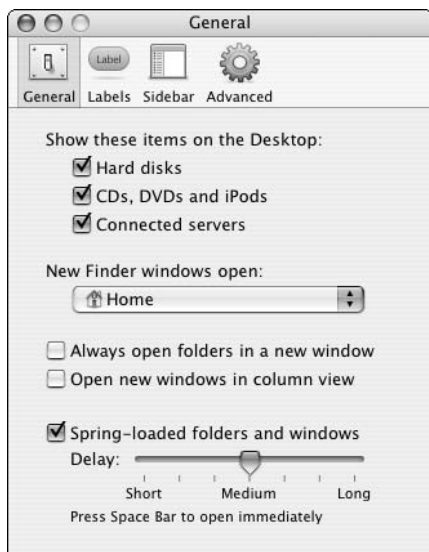 General
Label
General Labels Sidebar Advanced
Show these items on the Desktop:
Hard disks
CDs, DVDs and iPods
Connected servers
New Finder windows open:
Home
Always open folders in a new window
Open new windows in column view
Spring-loaded folders and windows
Delay:
Short Medium Long
Press Space Bar to open immediately